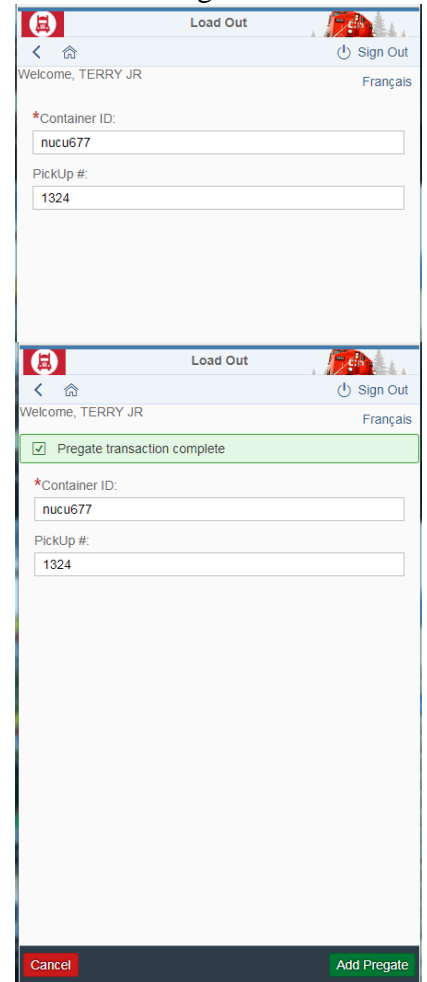 Load Out
Sign Out
Welcome, TERRY JR
Français
*Container ID:
nucu677
PickUp #:
1324
Load Out
Sign Out
Welcome, TERRY JR
Français
Pregate transaction complete
*Container ID:
nucu677
PickUp #:
1324
Cancel Add Pregate